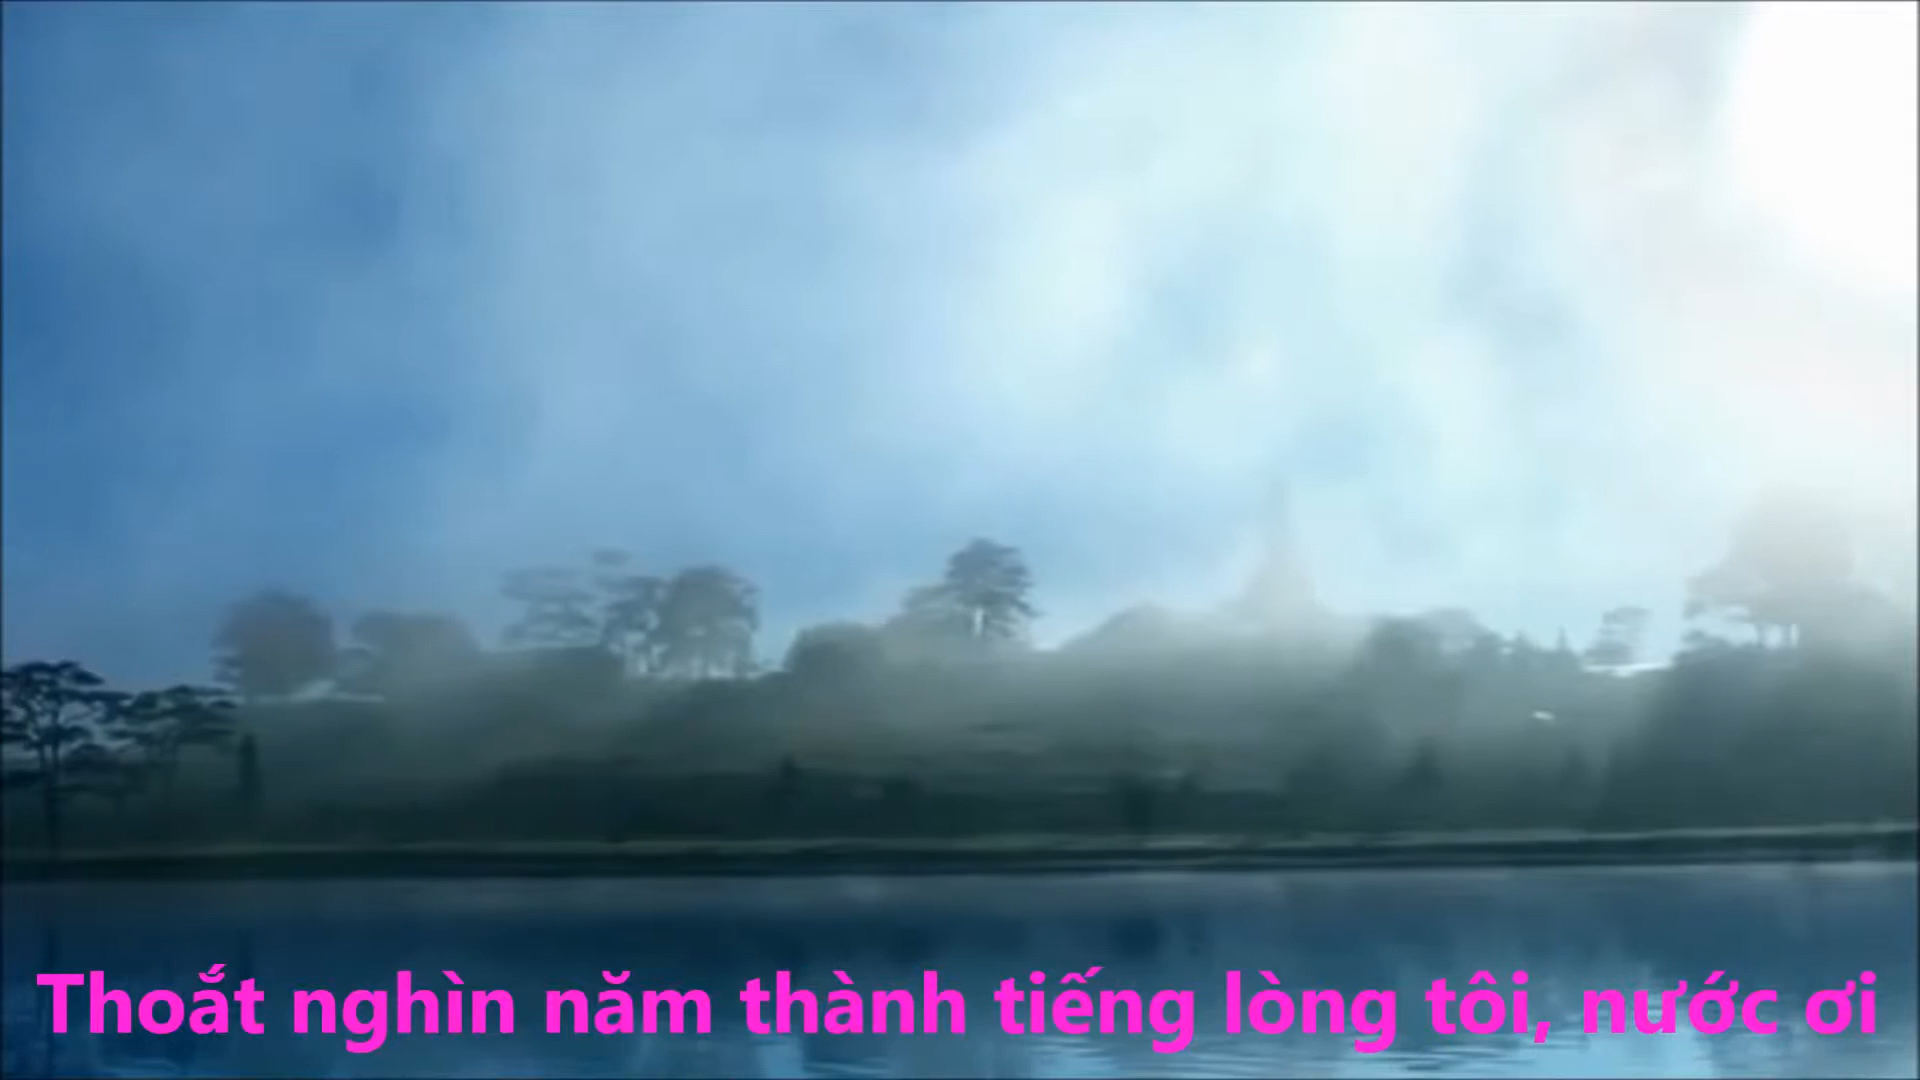 Thoắt nghìn năm thành tiếng lòng tôi, nước ơi